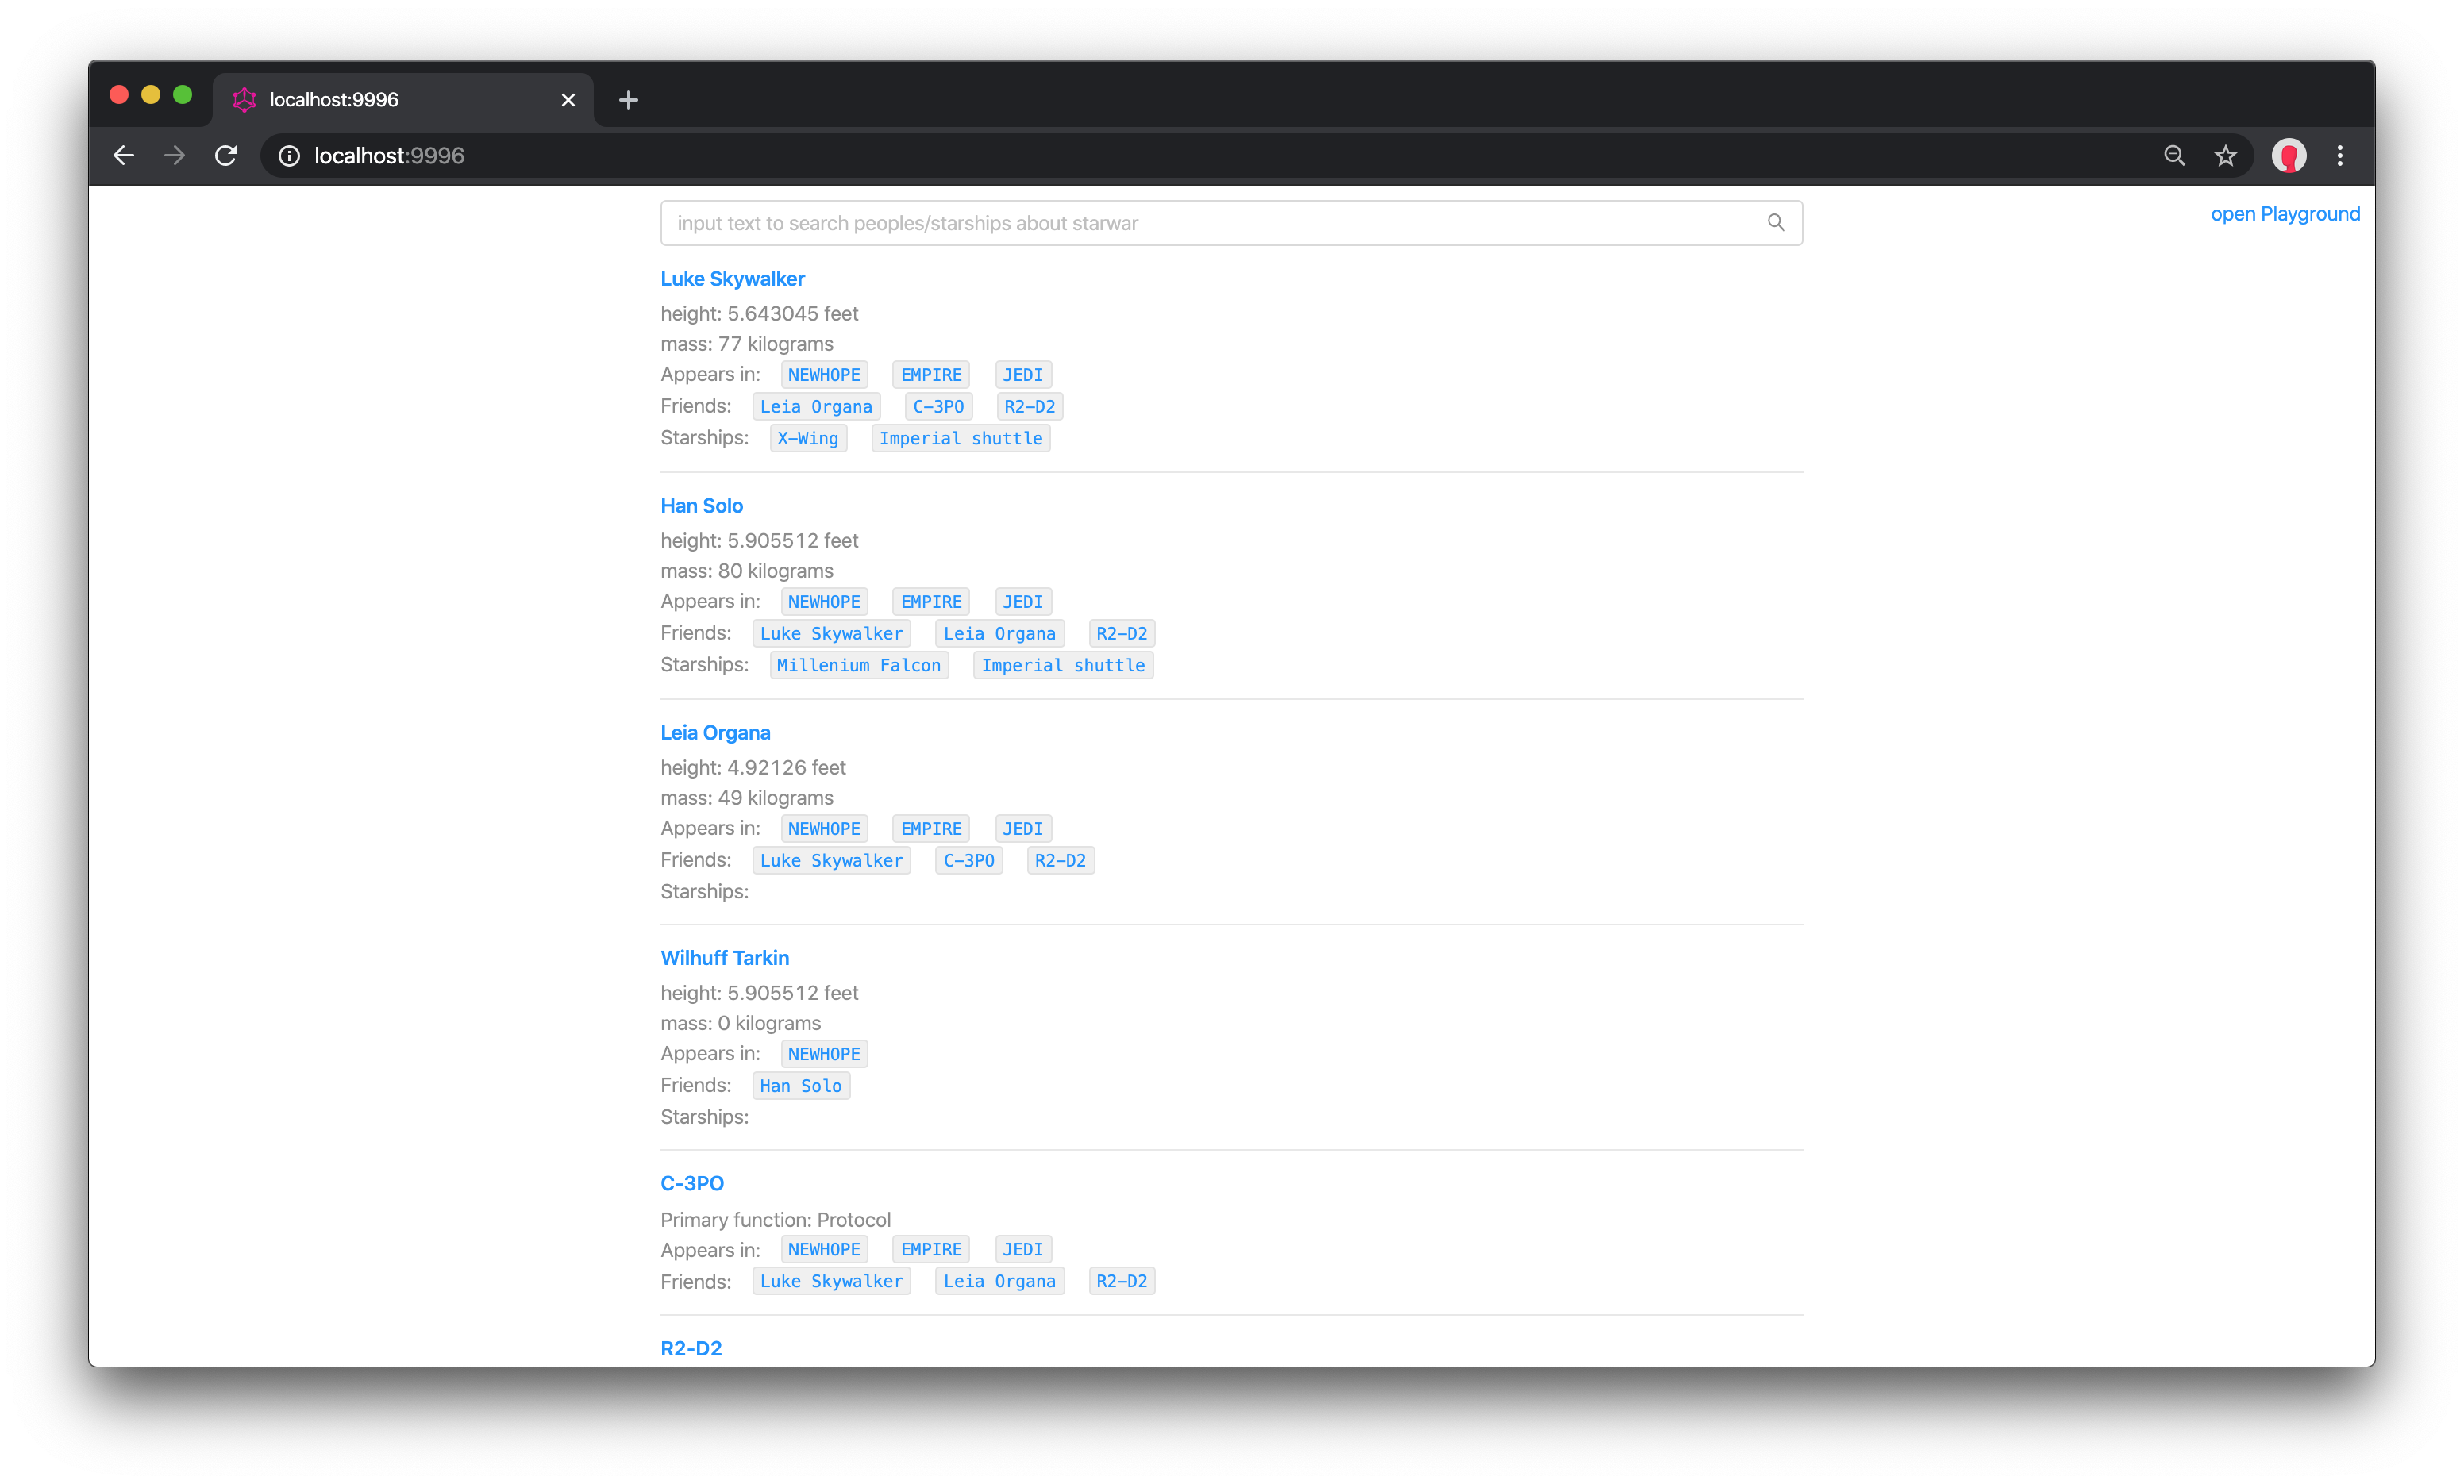 localhost:9996
localhost:9996
input text to search peoples/starships about starwar
open Playground
Luke Skywalker
height: 5.643045 feet
mass: 77 kilograms
Appears in: NEWHOPE EMPIRE JEDI
Friends: Leia Organa C-3PO R2-D2
Starships: X-Wing Imperial shuttle
Han Solo
height: 5.905512 feet
mass: 80 kilograms
Appears in: NEWHOPE EMPIRE JEDI
Friends: Luke Skywalker Leia Organa R2-D2
Starships: Millenium Falcon Imperial shuttle
Leia Organa
height: 4.92126 feet
mass: 49 kilograms
Appears in: NEWHOPE EMPIRE JEDI
Friends: Luke Skywalker C-3PO R2-D2
Starships:
Wilhuff Tarkin
height: 5.905512 feet
mass: 0 kilograms
Appears in: NEWHOPE
Friends: Han Solo
Starships:
C-3PO
Primary function: Protocol
Appears in: NEWHOPE EMPIRE JEDI
Friends: Luke Skywalker Leia Organa R2-D2
R2-D2